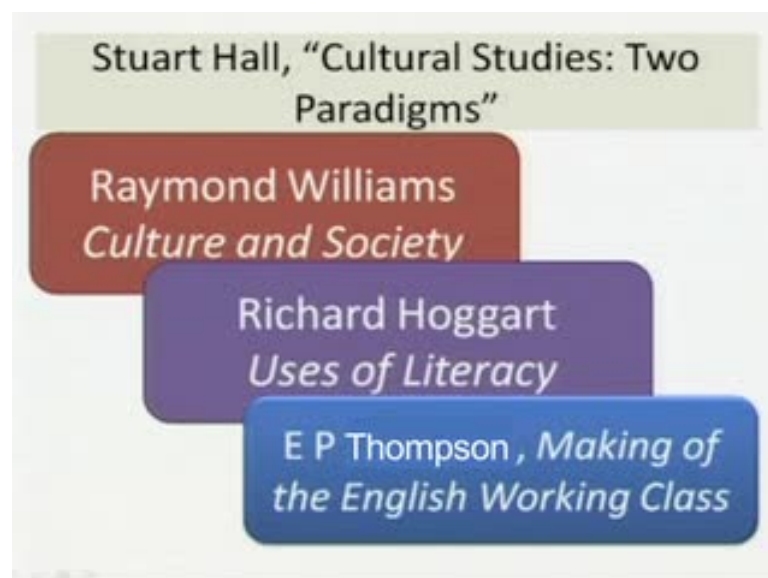 Stuart Hall, “Cultural Studies: Two
Paradigms”
Raymond Williams
Culture and Society
Richard Hoggart
Uses of Literacy
E P Thompson , Making of
the English Working Class